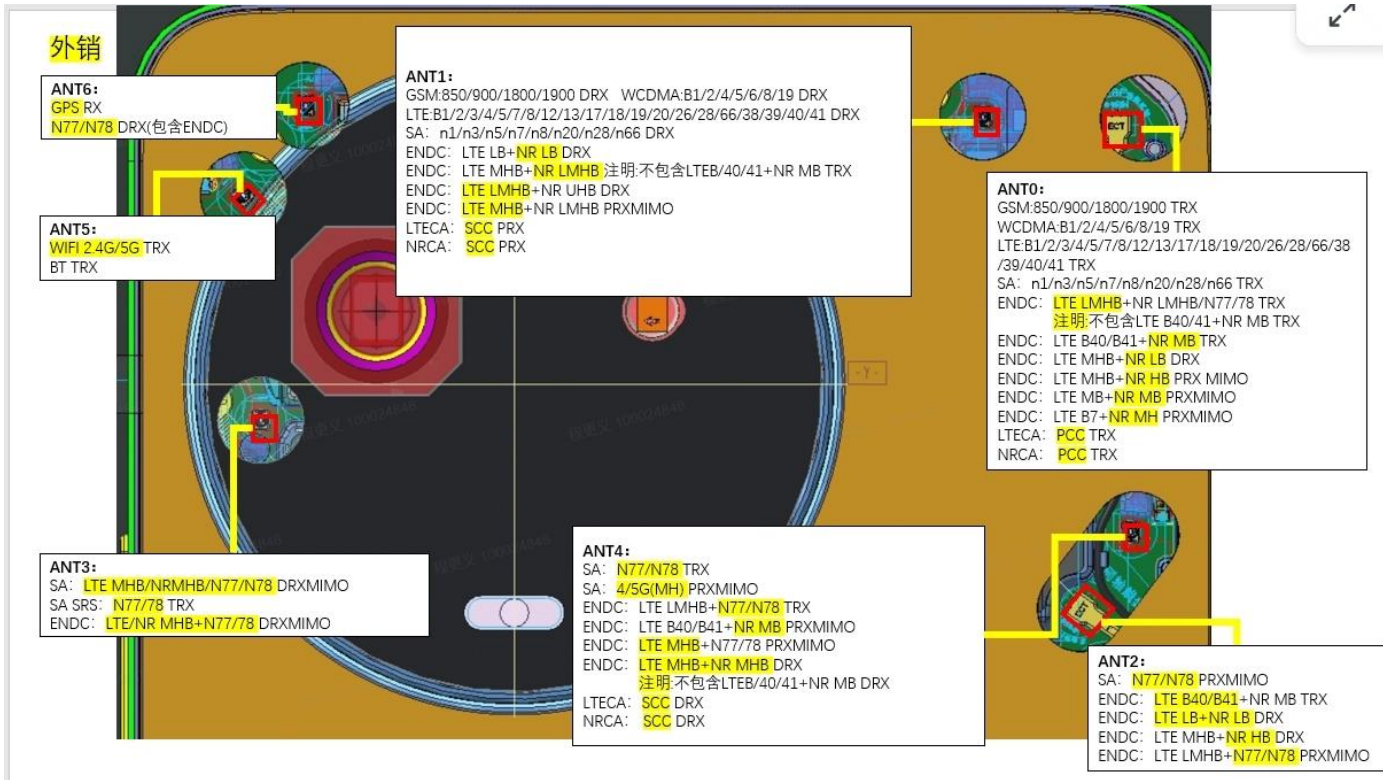 外销
ANT6:
GPS RX
N77/N78 DRX(包含ENDC)
ANT5:
WIFI 2.4G/5G TRX
BT TRX
ANT1:
GSM:850/900/1800/1900 DRX WCDMA:B1/2/4/5/6/8/19 DRX
LTE:B1/2/3/4/5/7/8/12/13/17/18/19/20/26/28/66/38/39/40/41 DRX
SA: n1/n3/n5/n7/n8/n20/n28/n66 DRX
ENDC: LTE LB+NR LB DRX
ENDC: LTE MHB+NR LMHB 注明:不包含LTEB/40/41+NR MB TRX
ENDC: LTE LMHB+NR UHB DRX
ENDC: LTE MHB+NR LMHB PRXMIMO
LTECA: SCC PRX
NRCA: SCC PRX
ECT
ANT0:
GSM:850/900/1800/1900 TRX
WCDMA:B1/2/4/5/6/8/19 TRX
LTE:B1/2/3/4/5/7/8/12/13/17/18/19/20/26/28/66/38
/39/40/41 TRX
SA: n1/n3/n5/n7/n8/n20/n28/n66 TRX
ENDC: LTE LMHB+NR LMHB/N77/78 TRX
注明:不包含LTE B40/41+NR MB TRX
ENDC: LTE B40/B41+NR MB TRX
ENDC: LTE MHB+NR LB DRX
ENDC: LTE MHB+NR HB PRX MIMO
ENDC: LTE MB+NR MB PRXMIMO
ENDC: LTE B7+NR MH PRXMIMO
LTECA: PCC TRX
NRCA: PCC TRX
-Y-
ANT3:
SA: LTE MHB/NRMHB/N77/N78 DRXMIMO
SA SRS: N77/78 TRX
ENDC: LTE/NR MHB+N77/78 DRXMIMO
ANT4:
SA: N77/N78 TRX
SA: 4/5G(MH) PRXMIMO
ENDC: LTE LMHB+N77/N78 TRX
ENDC: LTE B40/B41+NR MB PRXMIMO
ENDC: LTE MHB+N77/78 PRXMIMO
ENDC: LTE MHB+NR MHB DRX
注明:不包含LTEB/40/41+NR MB DRX
LTECA: SCC DRX
NRCA: SCC DRX
ECT
ANT2:
SA: N77/N78 PRXMIMO
ENDC: LTE B40/B41+NR MB TRX
ENDC: LTE LB+NR LB DRX
ENDC: LTE MHB+NR HB DRX
ENDC: LTE LMHB+N77/N78 PRXMIMO